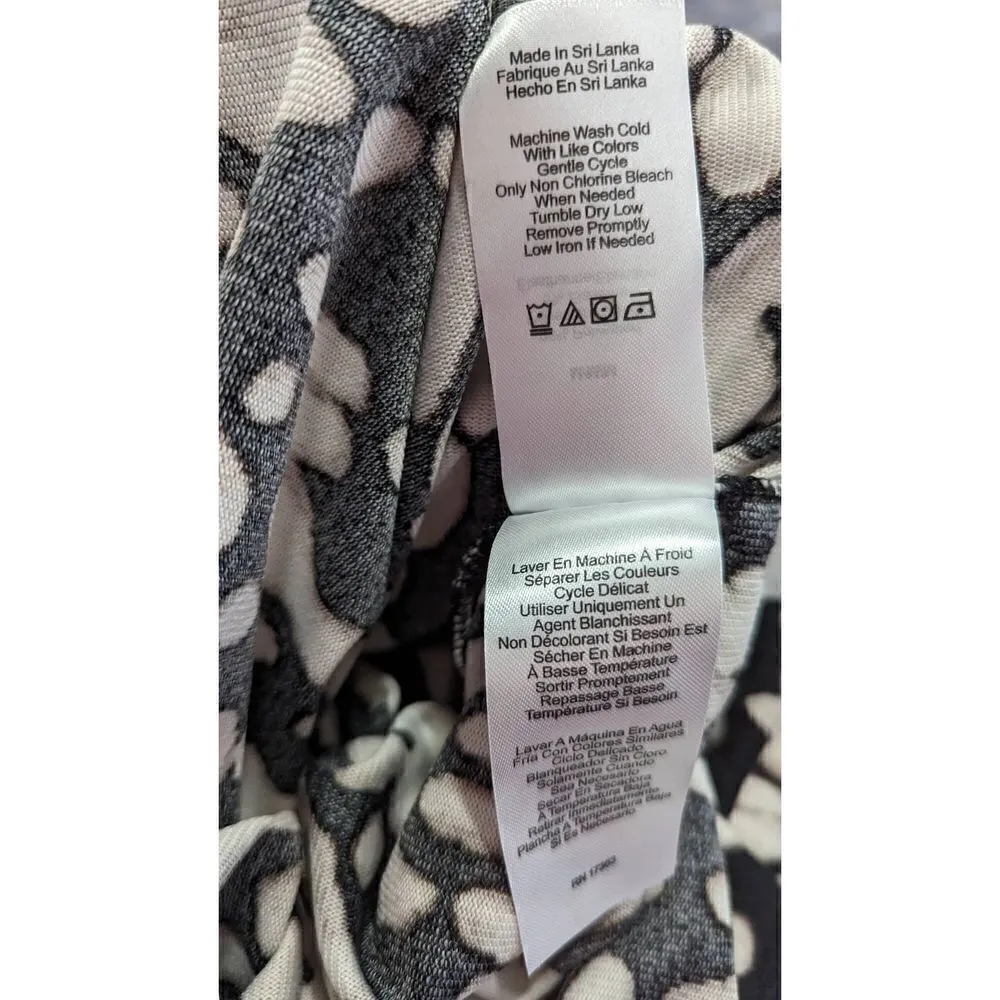 Made In Sri Lanka
Fabrique Au Sri Lanka
Hecho En Sri Lanka
Machine Wash Cold
With Like Colors
Gentle Cycle
Only Non Chlorine Bleach
When Needed
Tumble Dry Low
Remove Promptly
Low Iron If Needed
Laver En Machine À Froid
Séparer Les Couleurs
Cycle Délicat
Utiliser Uniquement Un
Agent Blanchissant
Non Décolorant Si Besoin Est
Sécher En Machine
À Basse Température
Sortir Promptement
Repassage Basse
Température Si Besoin
Lavar A Máquina En Agua
Fría Con Colores Similares
Ciclo Delicado
Blanqueador Sin Cloro
Solamente Cuando
Sea Necesario
Secar En Secadora
A Temperatura Baja
Retirar Inmediatamente
Plancha A Temperatura Baja
Si Es Necesario
RN 17963